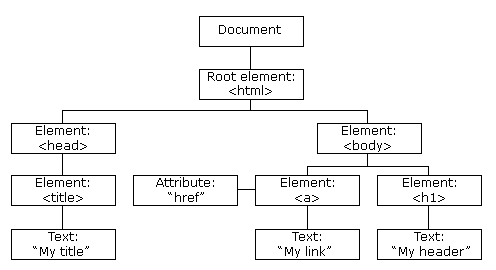 Document
Root element:
<html>
Element:
<head>
Element:
<body>
Element:
<title>
Attribute:
“href”
Element:
<a>
Element:
<h1>
Text:
“My title”
Text:
“My link”
Text:
“My header”